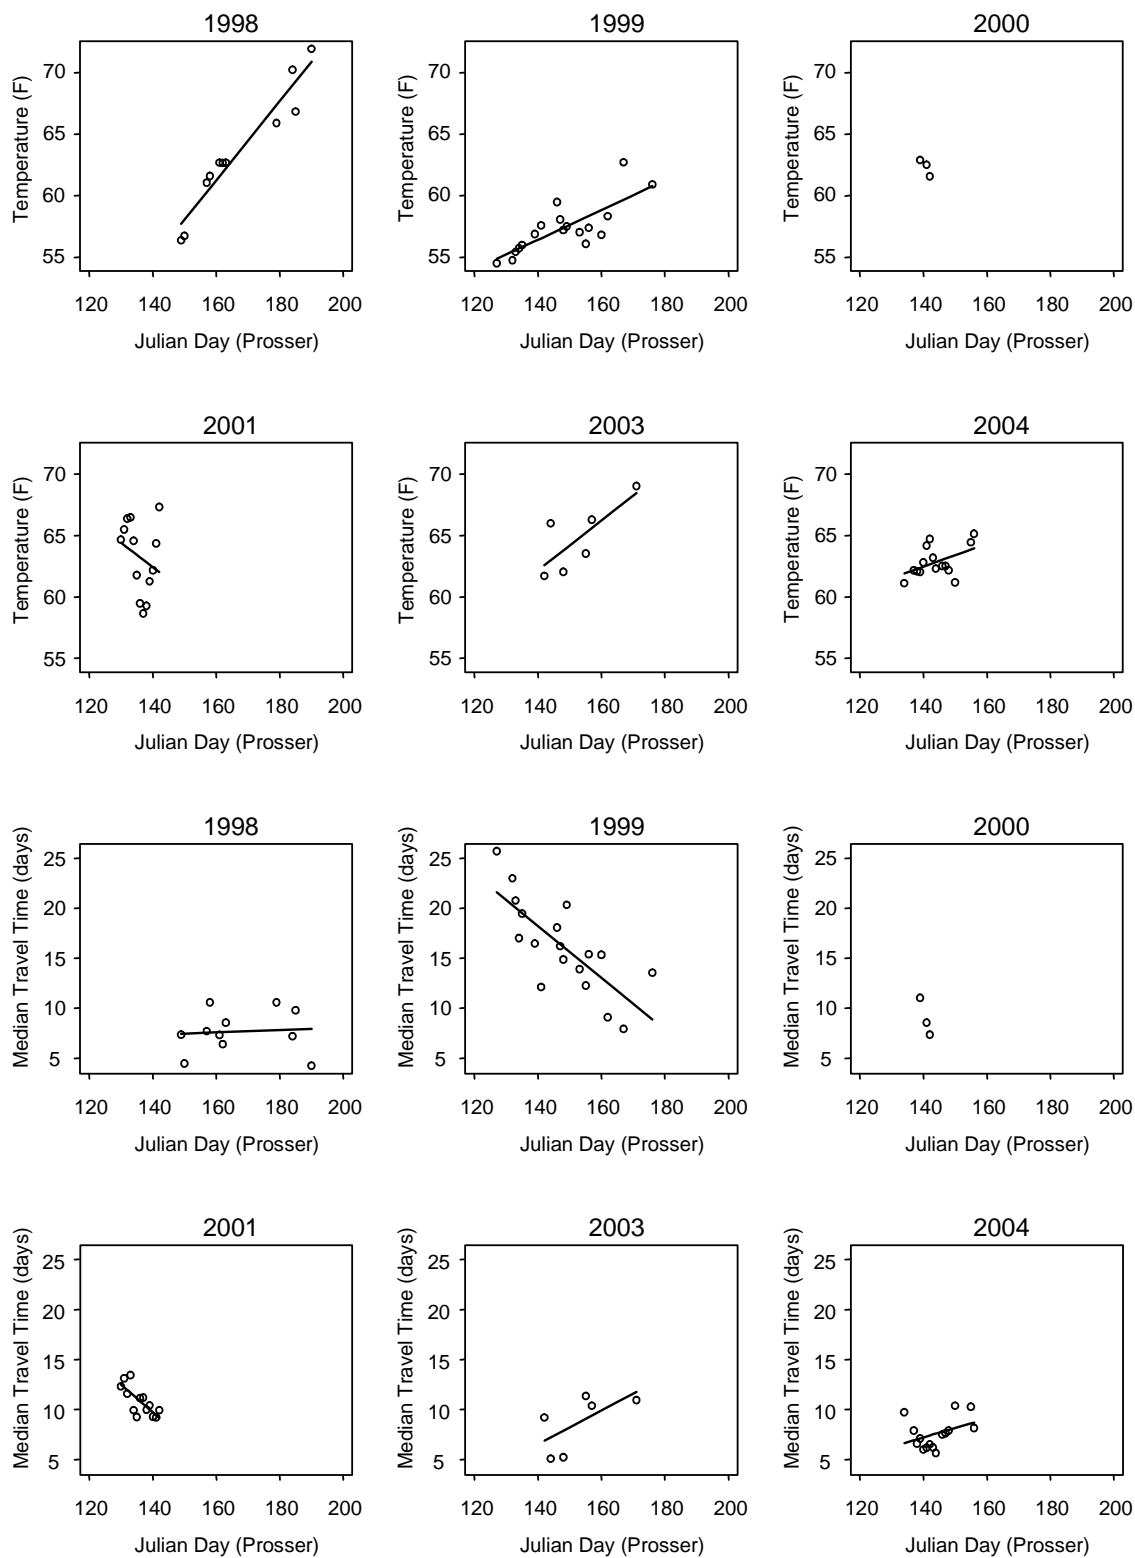 1998 1999 2000
Temperature (F) Temperature (F) Temperature (F)
70 70 70
65 65 65
60 60 60
55 55 55
120 140 160 180 200 120 140 160 180 200 120 140 160 180 200
Julian Day (Prosser) Julian Day (Prosser) Julian Day (Prosser)
2001 2003 2004
Temperature (F) Temperature (F) Temperature (F)
70 70 70
65 65 65
60 60 60
55 55 55
120 140 160 180 200 120 140 160 180 200 120 140 160 180 200
Julian Day (Prosser) Julian Day (Prosser) Julian Day (Prosser)
1998 1999 2000
Median Travel Time (days) Median Travel Time (days) Median Travel Time (days)
25 25 25
20 20 20
15 15 15
10 10 10
5 5 5
120 140 160 180 200 120 140 160 180 200 120 140 160 180 200
Julian Day (Prosser) Julian Day (Prosser) Julian Day (Prosser)
2001 2003 2004
Median Travel Time (days) Median Travel Time (days) Median Travel Time (days)
25 25 25
20 20 20
15 15 15
10 10 10
5 5 5
120 140 160 180 200 120 140 160 180 200 120 140 160 180 200
Julian Day (Prosser) Julian Day (Prosser) Julian Day (Prosser)